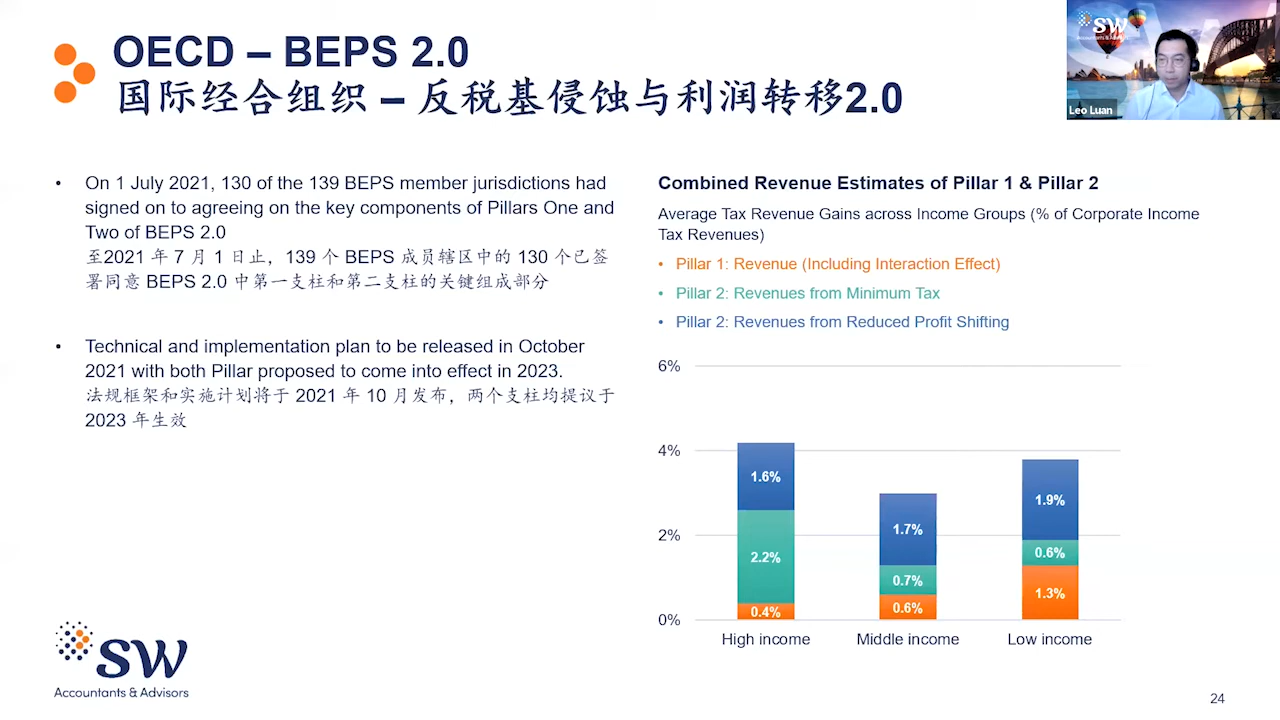 OECD – BEPS 2.0
国际经合组织 – 反税基侵蚀与利润转移2.0
SW
Accountants & Advisors
Leo Luan
• On 1 July 2021, 130 of the 139 BEPS member jurisdictions had
signed on to agreeing on the key components of Pillars One and
Two of BEPS 2.0
至2021 年 7 月 1 日止，139 个 BEPS 成员辖区中的 130 个已签
署同意 BEPS 2.0 中第一支柱和第二支柱的关键组成部分
• Technical and implementation plan to be released in October
2021 with both Pillar proposed to come into effect in 2023.
法规框架和实施计划将于 2021 年 10 月发布，两个支柱均提议于
2023 年生效
Combined Revenue Estimates of Pillar 1 & Pillar 2
Average Tax Revenue Gains across Income Groups (% of Corporate Income
Tax Revenues)
• Pillar 1: Revenue (Including Interaction Effect)
• Pillar 2: Revenues from Minimum Tax
• Pillar 2: Revenues from Reduced Profit Shifting
6%
4%
2%
0%
1.6%
2.2%
0.4%
1.7%
0.7%
0.6%
1.9%
0.6%
1.3%
High income
Middle income
Low income
SW
Accountants & Advisors
24